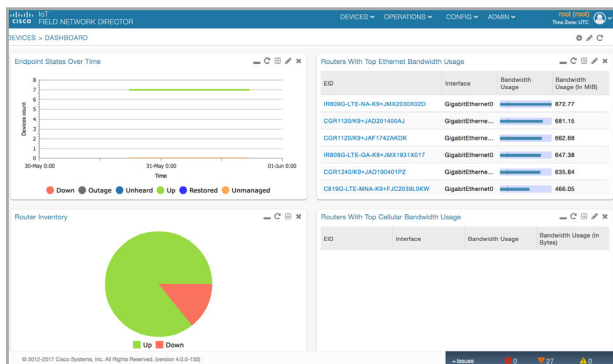 cisco IoT
FIELD NETWORK DIRECTOR
DEVICES OPERATIONS CONFIG ADMIN
root (root)
Time Zone: UTC
DEVICES > DASHBOARD
Endpoint States Over Time
Devices count
8
7
6
5
4
3
2
1
0
30-May 0:00 31-May 0:00 01-Jun 0:00
Time
Down Outage Unheard Up Restored Unmanaged
Routers With Top Ethernet Bandwidth Usage
EID Interface Bandwidth Usage Bandwidth Usage (In MiB)
IR809G-LTE-NA-K9+JMX2030X02D GigabitEthernet0 872.77
CGR1120/K9+JAD201400AJ GigabitEtherne... 681.15
CGR1120/K9+JAF1742AKDK GigabitEtherne... 662.68
IR809G-LTE-GA-K9+JMX1931X017 GigabitEthernet0 647.38
CGR1240/K9+JAD190401PZ GigabitEtherne... 635.84
C819G-LTE-MNA-K9+FJC2039L0KW GigabitEthernet0 466.05
Router Inventory
Up Down
Routers With Top Cellular Bandwidth Usage
EID Interface Bandwidth Usage Bandwidth Usage (In Bytes)
© 2012-2017 Cisco Systems, Inc. All Rights Reserved. (version 4.0.0-150)
Issues 0 27 0